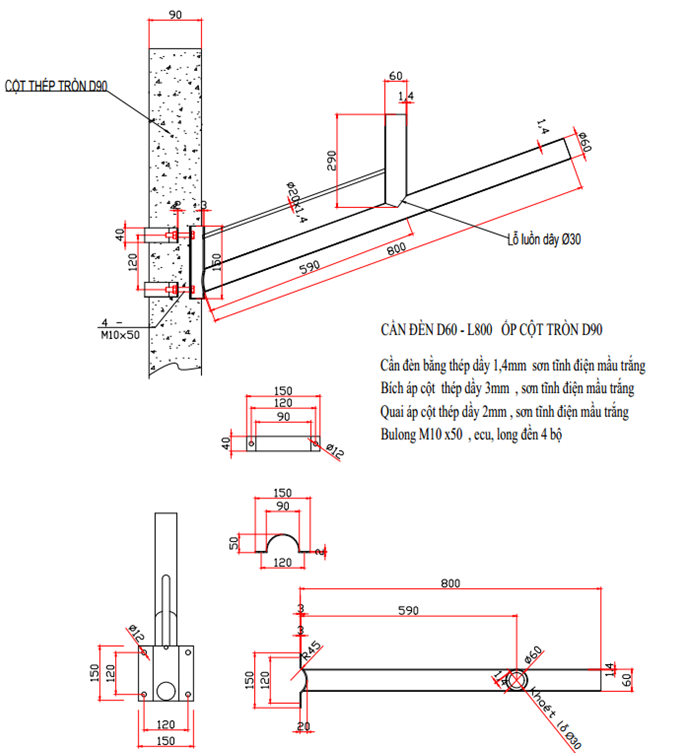 90
CỘT THÉP TRÒN D90
60
1,4
290
1,4
Ø60
Ø20x1,4
3
40
120
150
590
800
Lỗ luồn dây Ø30
4 -
M10x50
CẦN ĐÈN D60 - L800 ỐP CỘT TRÒN D90
Cần đèn bằng thép dầy 1,4mm sơn tĩnh điện mầu trắng
Bích áp cột thép dầy 3mm , sơn tĩnh điện mầu trắng
Quai áp cột thép dầy 2mm , sơn tĩnh điện mầu trắng
Bulong M10 x50 , ecu, long đền 4 bộ
150
120
90
40
Ø12
150
90
50
2
120
800
590
3
3
R45
Ø60
1,4
14
60
150
120
20
Khoét lỗ Ø30
Ø12
150
120
120
150